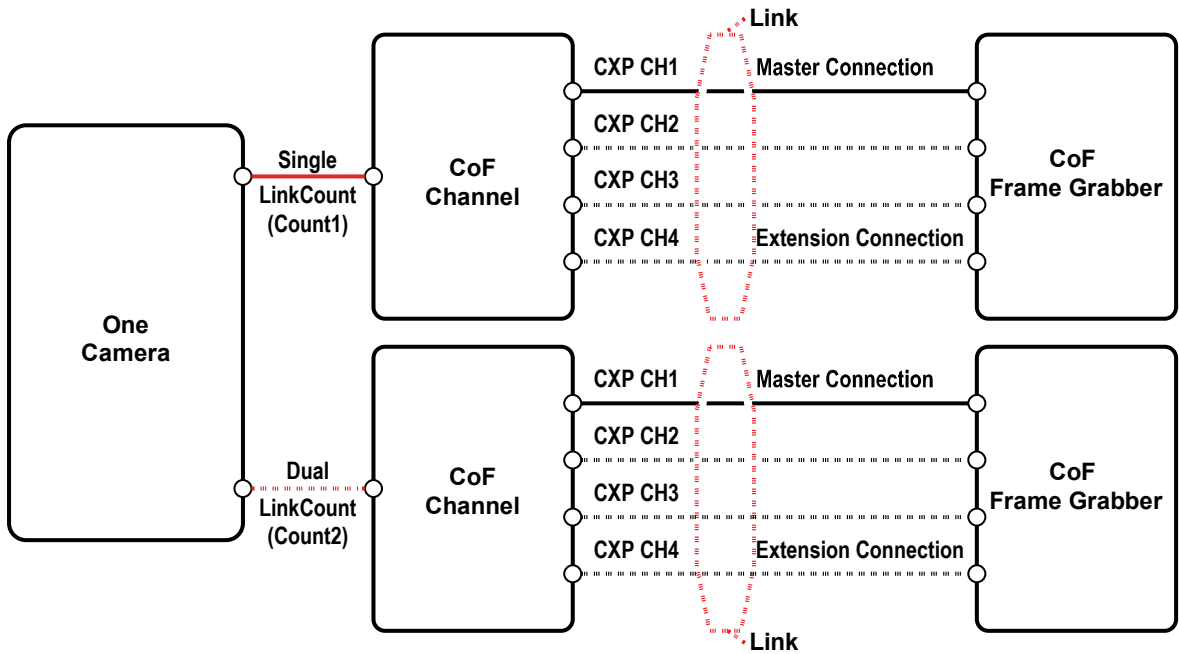 Link
CXP CH1 Master Connection
CXP CH2
CXP CH3
CXP CH4 Extension Connection
Single
LinkCount
(Count1)
CoF
Channel
CoF
Frame Grabber
One
Camera
CXP CH1 Master Connection
CXP CH2
CXP CH3
CXP CH4 Extension Connection
Dual
LinkCount
(Count2)
CoF
Channel
CoF
Frame Grabber
Link